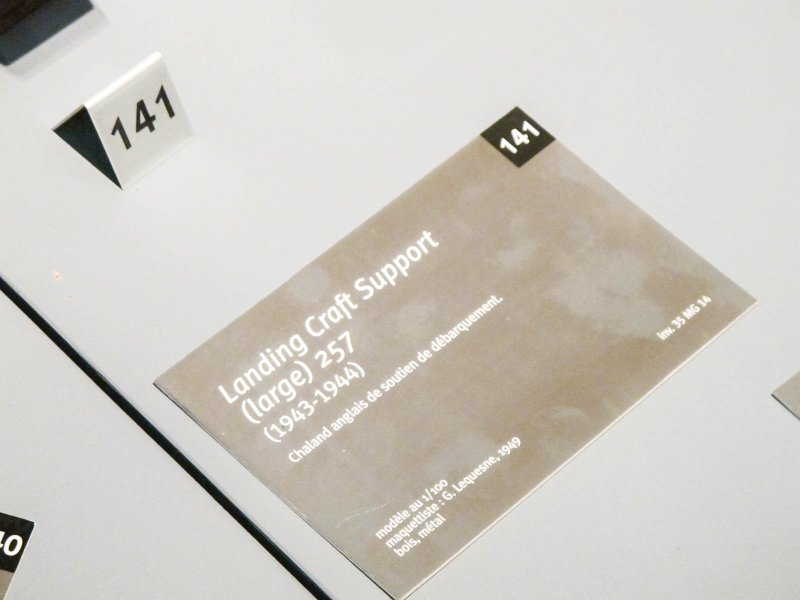 141
141
Landing Craft Support
(large) 257
(1943-1944)
Chaland anglais de soutien de débarquement.
inv. 35 MG 14
modèle au 1/100
maquettiste : G. Lequesne, 1949
bois, métal
40